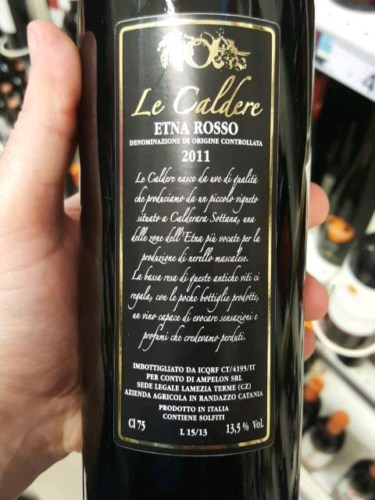 Le Caldere
ETNA ROSSO
DENOMINAZIONE DI ORIGINE CONTROLLATA
2011
Le Caldere nasce da uve di qualità
che produciamo da un piccolo vigneto
situato a Calderara Sottana, una
delle zone dell'Etna più vocate per la
produzione di nerello mascalese.
La bassa resa di queste antiche viti ci
regala, con le poche bottiglie prodotte,
un vino capace di evocare sensazioni e
profumi che credevamo perduti.
IMBOTTIGLIATO DA ICQRF CT/4195/IT
PER CONTO DI AMPELON SRL
SEDE LEGALE LAMEZIA TERME (CZ)
AZIENDA AGRICOLA IN RANDAZZO CATANIA
PRODOTTO IN ITALIA
CONTIENE SOLFITI
Cl 75 L 15/13 13,5 % Vol.